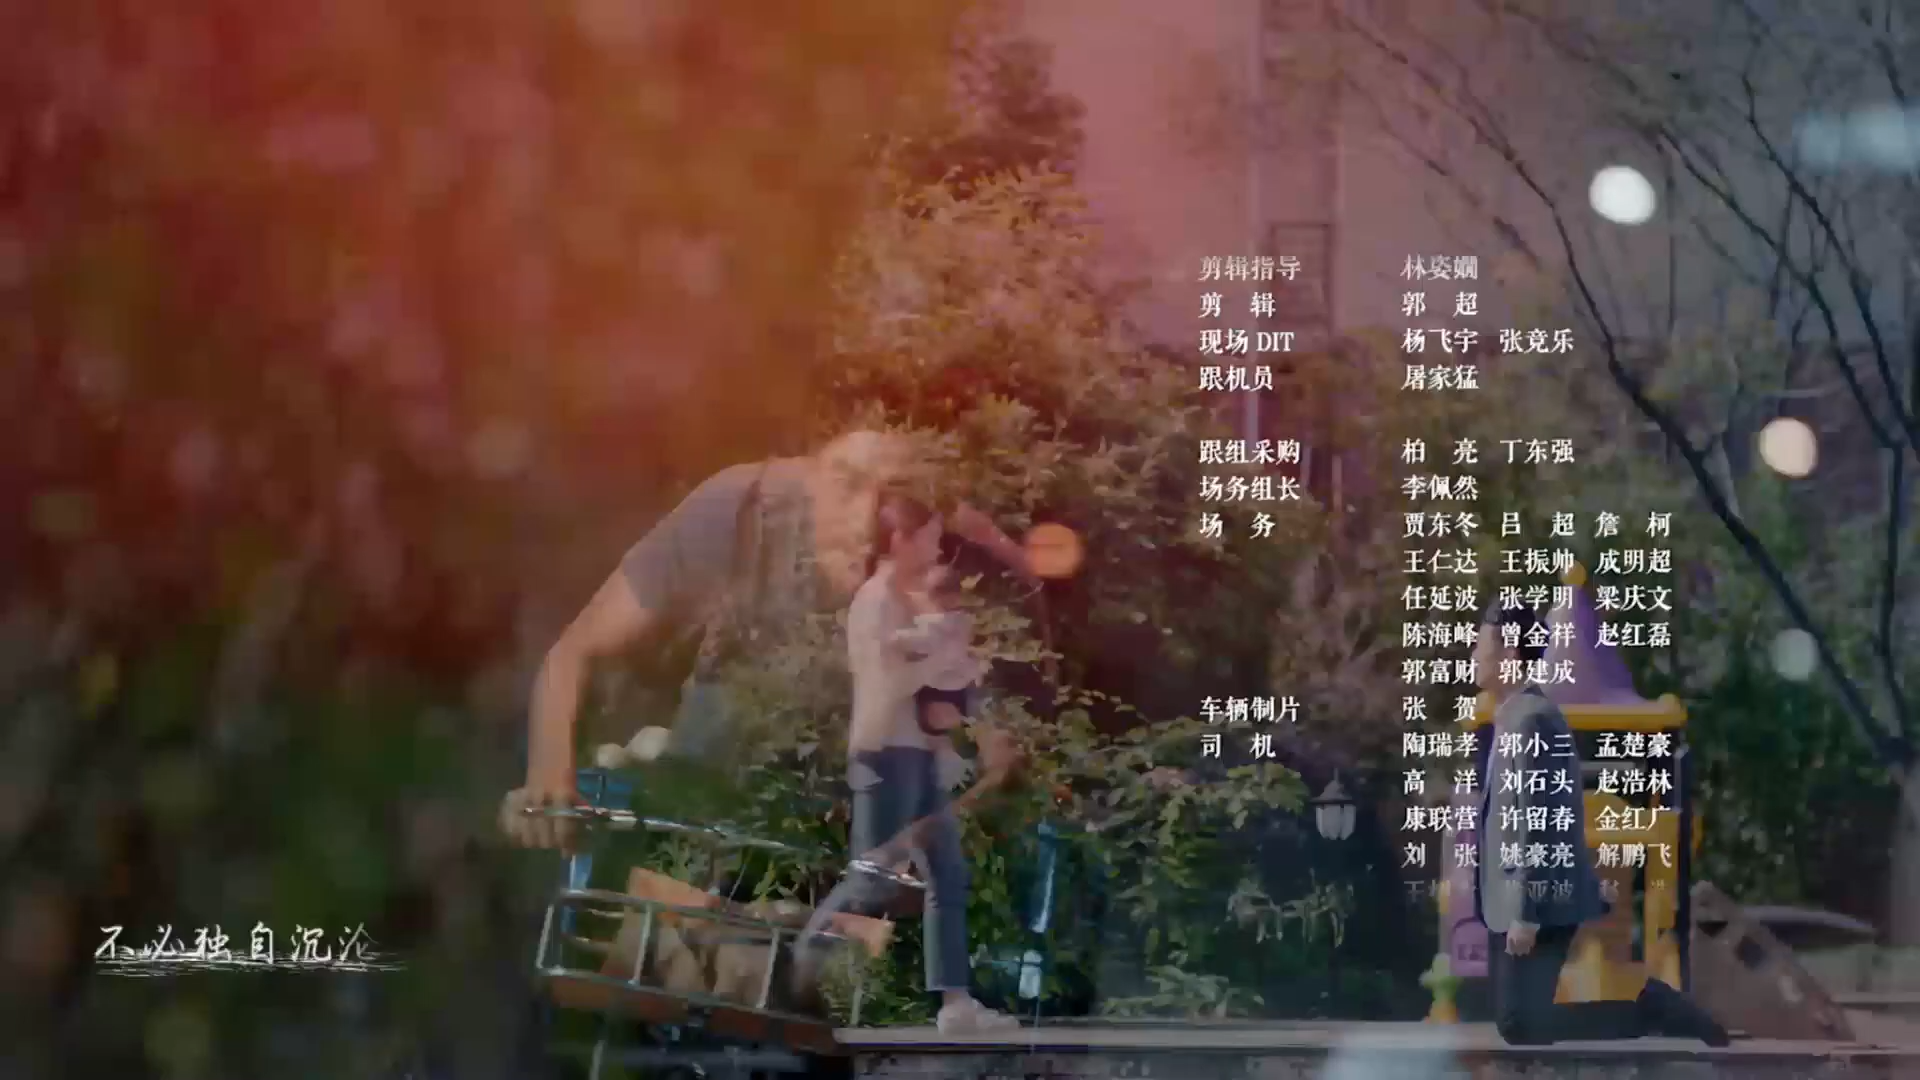 剪辑指导 林姿嫺
剪 辑 郭 超
现场 DIT 杨飞宇 张竞乐
跟机员 屠家猛
跟组采购 柏 亮 丁东强
场务组长 李佩然
场 务 贾东冬 吕 超 詹 柯
王仁达 王振帅 成明超
任延波 张学明 梁庆文
陈海峰 曾金祥 赵红磊
郭富财 郭建成
车辆制片 张 贺
司 机 陶瑞孝 郭小三 孟楚豪
高 洋 刘石头 赵浩林
康联营 许留春 金红广
刘 张 姚豪亮 解鹏飞
不必独自沉沦